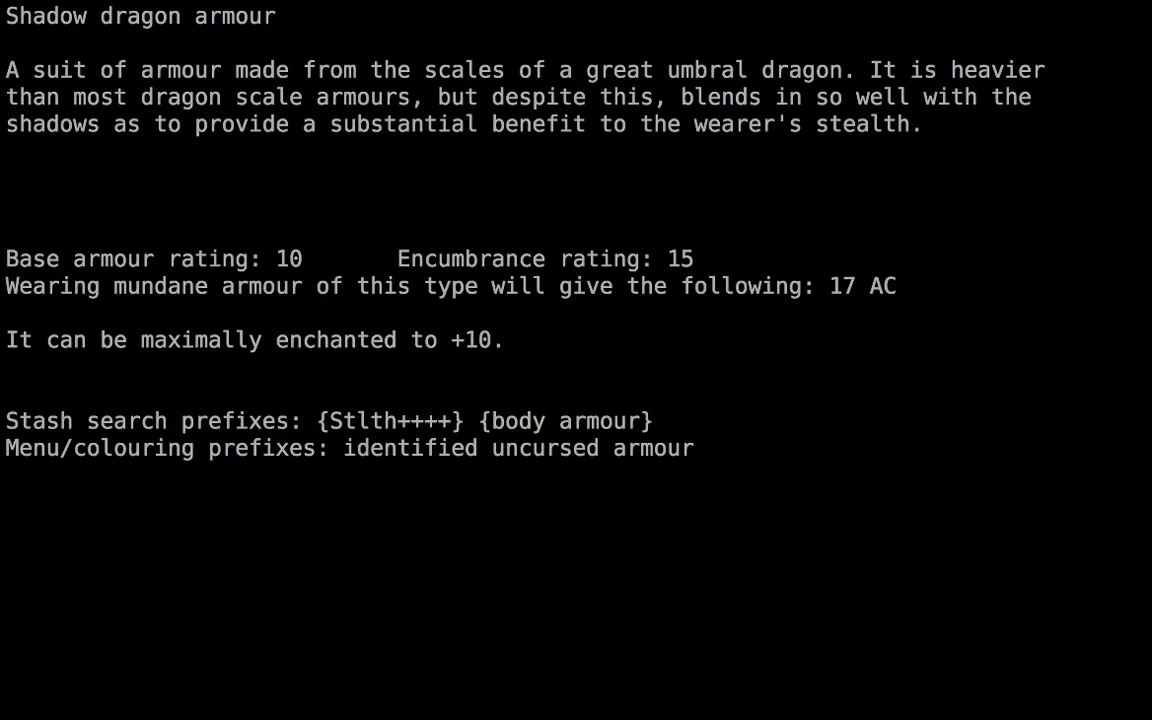 Shadow dragon armour
A suit of armour made from the scales of a great umbral dragon. It is heavier
than most dragon scale armours, but despite this, blends in so well with the
shadows as to provide a substantial benefit to the wearer's stealth.
Base armour rating: 10 Encumbrance rating: 15
Wearing mundane armour of this type will give the following: 17 AC
It can be maximally enchanted to +10.
Stash search prefixes: {Stlth++++} {body armour}
Menu/colouring prefixes: identified uncursed armour